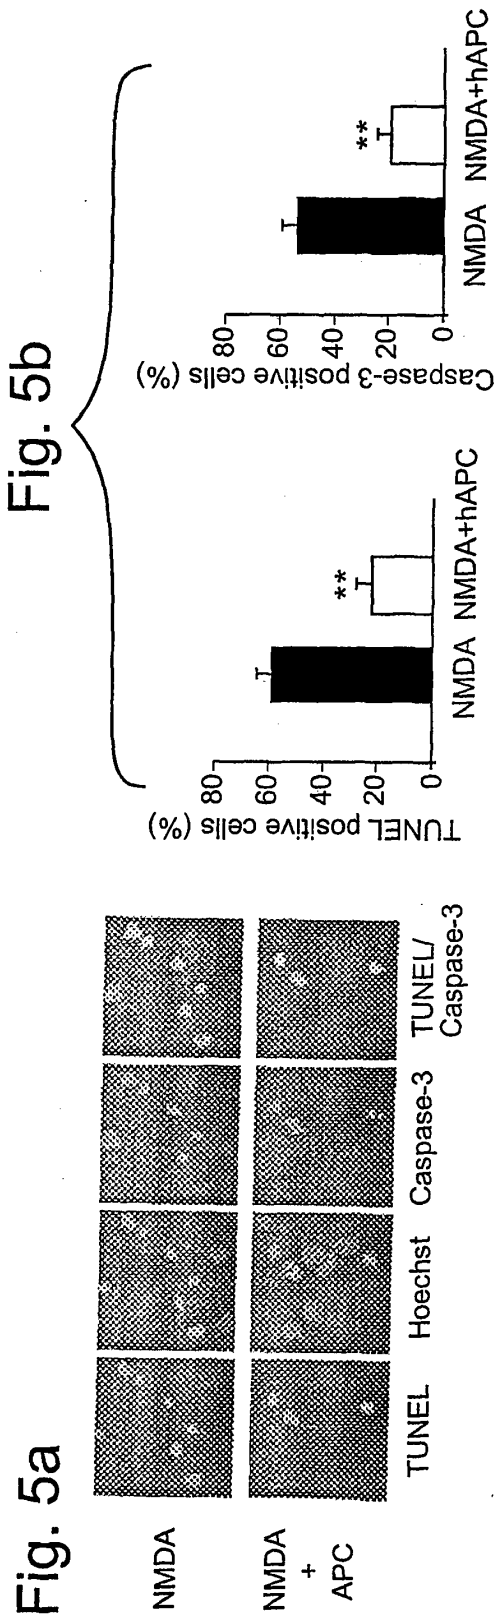 Fig. 5a
NMDA
NMDA
+
APC
TUNEL
Hoechst
Caspase-3
TUNEL/
Caspase-3
Fig. 5b
TUNEL positive cells (%)
80
60
40
20
0
**
NMDA
NMDA+hAPC
Caspase-3 positive cells (%)
80
60
40
20
0
**
NMDA
NMDA+hAPC